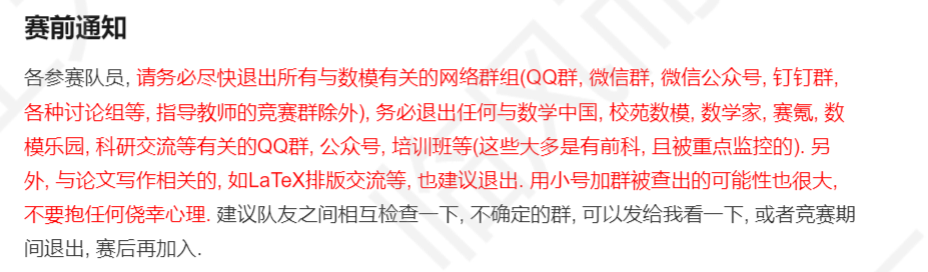 赛前通知
各参赛队员, 请务必尽快退出所有与数模有关的网络群组(QQ群, 微信群, 微信公众号, 钉钉群,
各种讨论组等, 指导教师的竞赛群除外), 务必退出任何与数学中国, 校苑数模, 数学家, 赛氪, 数
模乐园, 科研交流等有关的QQ群, 公众号, 培训班等(这些大多是有前科, 且被重点监控的). 另
外, 与论文写作相关的, 如LaTeX排版交流等, 也建议退出. 用小号加群被查出的可能性也很大,
不要抱任何侥幸心理. 建议队友之间相互检查一下, 不确定的群, 可以发给我看一下, 或者竞赛期
间退出, 赛后再加入.